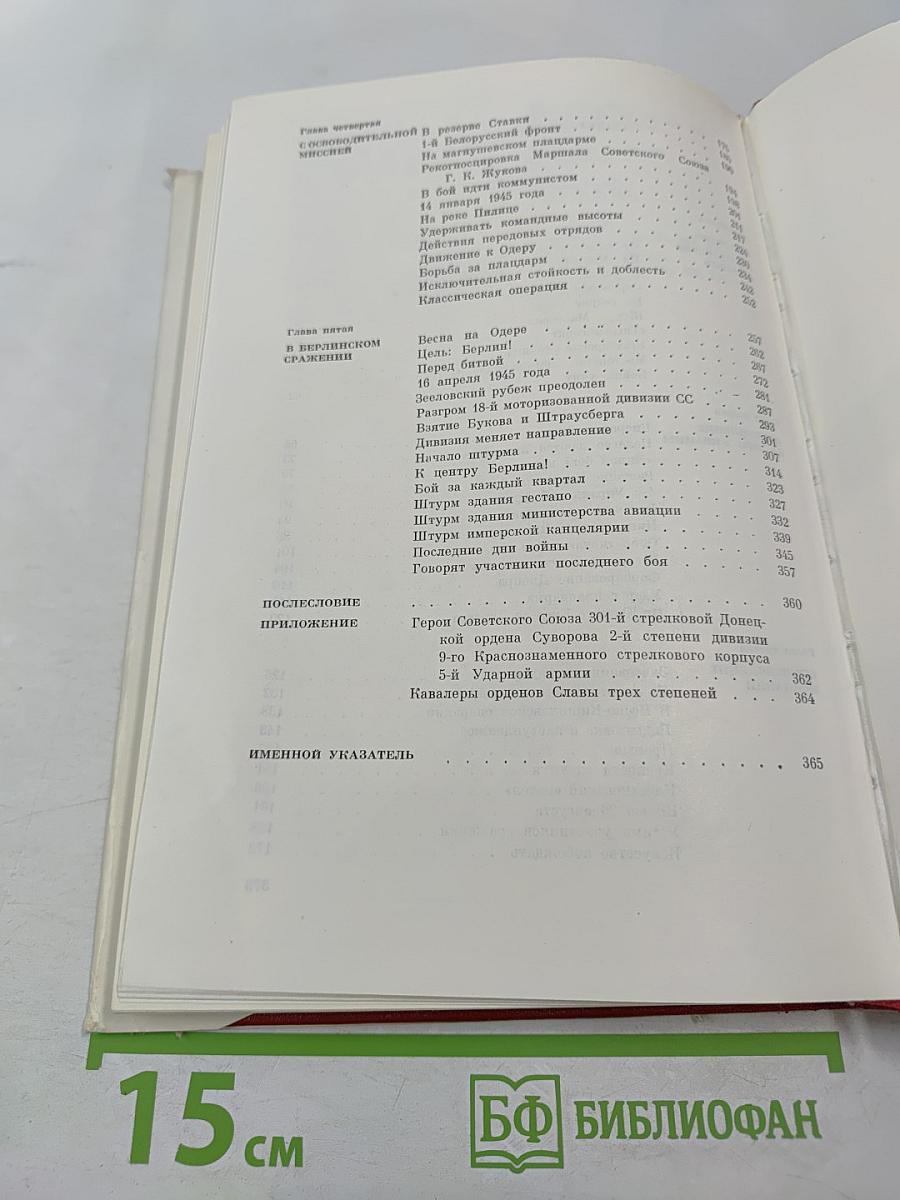 Глава четвертая
С ОСВОБОДИТЕЛЬНОЙ
МИССИЕЙ
В резерве Ставки
1-й Белорусский фронт
На магнушевском плацдарме
Рекогносцировка Маршала Советского Союза
Г. К. Жукова
В бой идти коммунистом
14 января 1945 года
На реке Пилице
Удерживать командные высоты
Действия передовых отрядов
Движение к Одеру
Борьба за плацдарм
Исключительная стойкость и доблесть
Классическая операция . . . . . . . . . . 252
Глава пятая
В БЕРЛИНСКОМ
СРАЖЕНИИ
Весна на Одере . . . . . . . . . . 257
Цель: Берлин! . . . . . . . . . . 262
Перед битвой . . . . . . . . . . 267
16 апреля 1945 года . . . . . . . . . . 272
Зееловский рубеж преодолен . . . . . . . 281
Разгром 18-й моторизованной дивизии СС . . . 287
Взятие Букова и Штраусберга . . . . . . . 293
Дивизия меняет направление . . . . . . . 301
Начало штурма . . . . . . . . . . 307
К центру Берлина! . . . . . . . . . . 314
Бой за каждый квартал . . . . . . . . . 323
Штурм здания гестапо . . . . . . . . . 327
Штурм здания министерства авиации . . . . 332
Штурм имперской канцелярии . . . . . . . 339
Последние дни войны . . . . . . . . . 345
Говорят участники последнего боя . . . . . 357
ПОСЛЕСЛОВИЕ . . . . . . . . . . . . . . . 360
ПРИЛОЖЕНИЕ
Герои Советского Союза 301-й стрелковой Донец-
кой ордена Суворова 2-й степени дивизии
9-го Краснознаменного стрелкового корпуса
5-й Ударной армии . . . . . . . . 362
Кавалеры орденов Славы трех степеней . . . 364
ИМЕННОЙ УКАЗАТЕЛЬ . . . . . . . . . . . . . . . 365
15 см
БФ БИБЛИОФАН